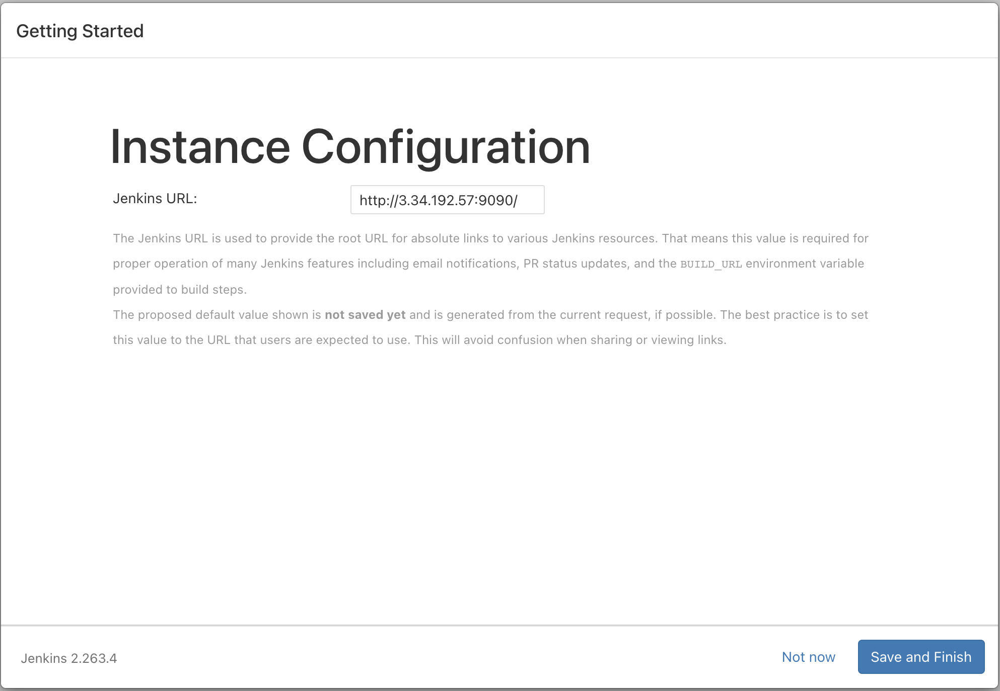 Getting Started
Instance Configuration
Jenkins URL:
http://3.34.192.57:9090/
The Jenkins URL is used to provide the root URL for absolute links to various Jenkins resources. That means this value is required for
proper operation of many Jenkins features including email notifications, PR status updates, and the BUILD_URL environment variable
provided to build steps.
The proposed default value shown is not saved yet and is generated from the current request, if possible. The best practice is to set
this value to the URL that users are expected to use. This will avoid confusion when sharing or viewing links.
Jenkins 2.263.4
Not now
Save and Finish